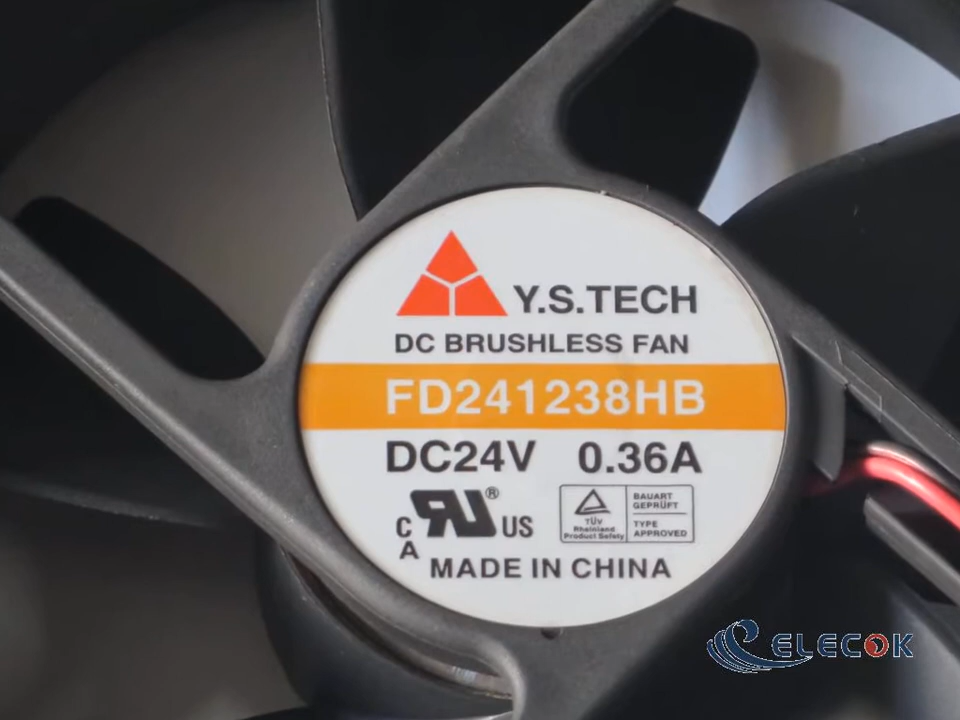 Y.S.TECH
DC BRUSHLESS FAN
FD241238HB
DC24V 0.36A
C RU® US
A
TÜV
Rheinland
Product Safety
BAUART
GEPRÜFT
TYPE
APPROVED
MADE IN CHINA
ELECOK